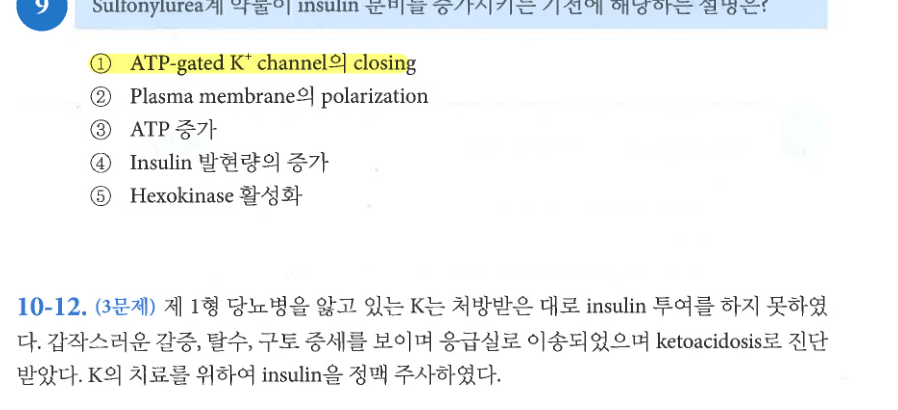 9 Sulfonylurea계 약물이 insulin 분비를 증가시키는 기전에 해당하는 설명은?
① ATP-gated K⁺ channel의 closing
② Plasma membrane의 polarization
③ ATP 증가
④ Insulin 발현량의 증가
⑤ Hexokinase 활성화
10-12. (3문제) 제 1형 당뇨병을 앓고 있는 K는 처방받은 대로 insulin 투여를 하지 못하였
다. 갑작스러운 갈증, 탈수, 구토 증세를 보이며 응급실로 이송되었으며 ketoacidosis로 진단
받았다. K의 치료를 위하여 insulin을 정맥 주사하였다.